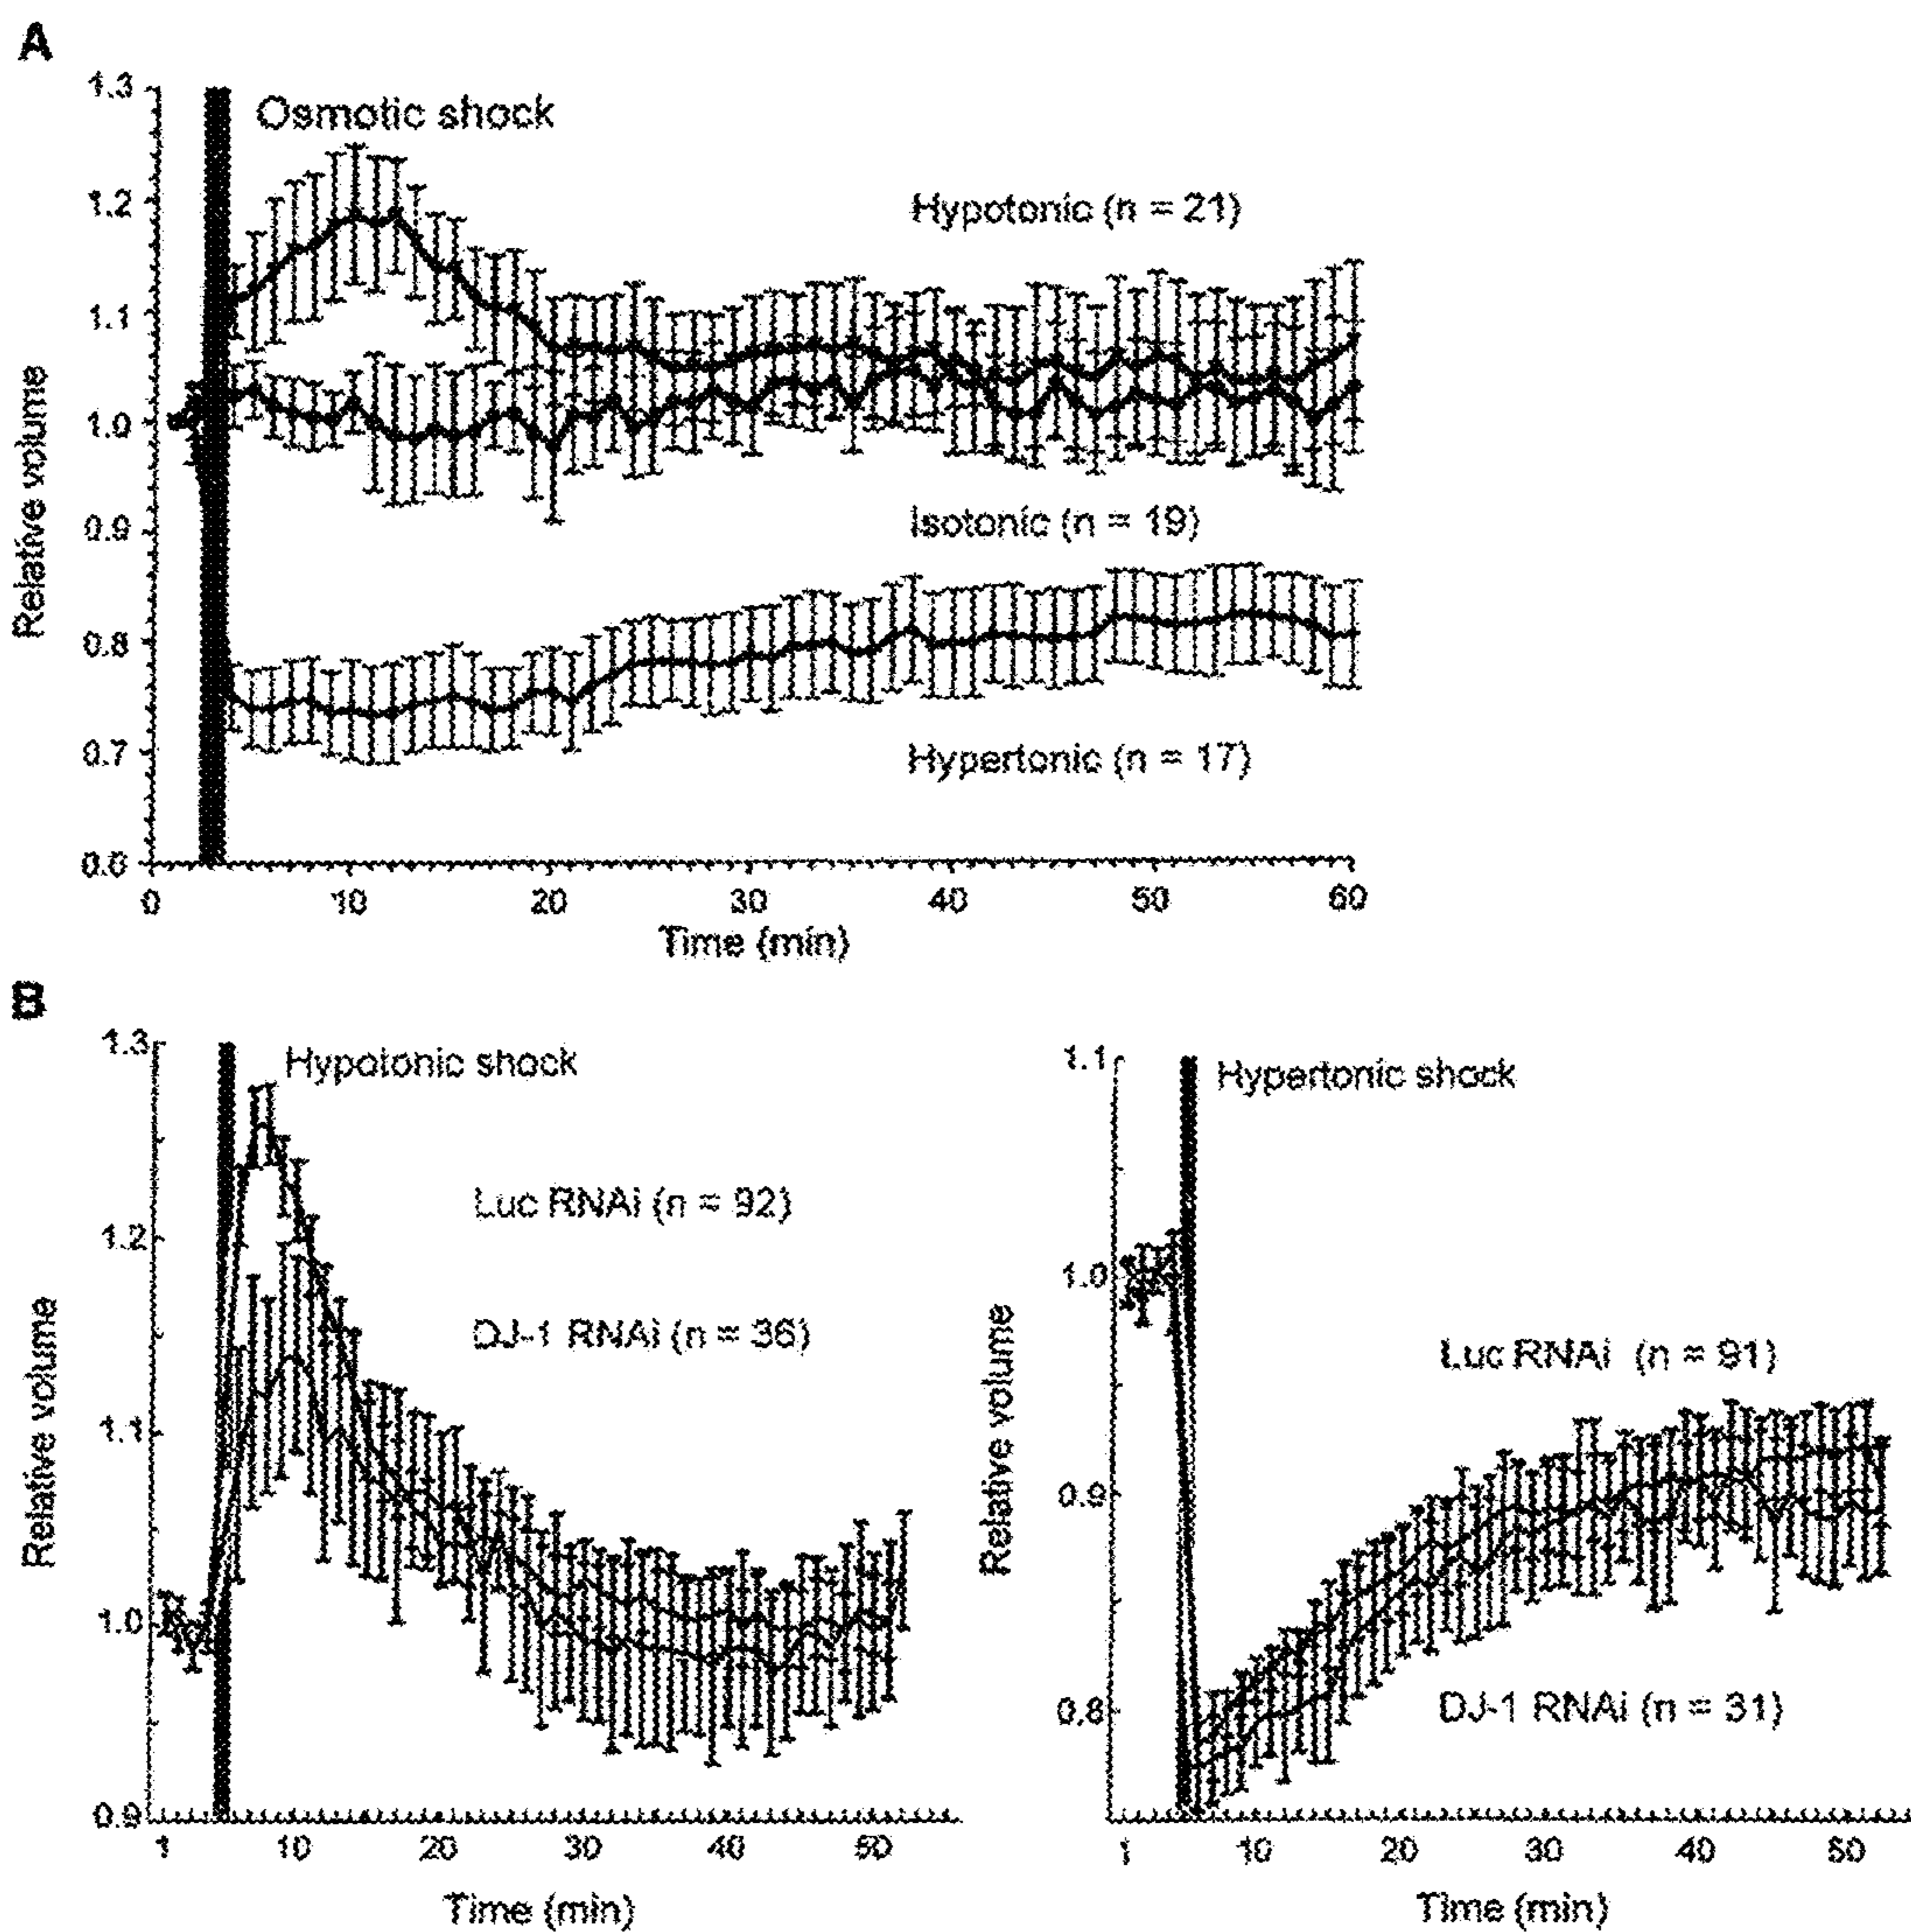 A
1.3
Osmotic shock
1.2
Hypotonic (n = 21)
1.1
1.0
0.9
Isotonic (n = 19)
0.8
0.7
Hypertonic (n = 17)
0.6
Relative volume
0 10 20 30 40 50 60
Time (min)
B
1.3
Hypotonic shock
Luc RNAi (n = 92)
1.2
DJ-1 RNAi (n = 36)
1.1
1.0
0.9
Relative volume
1 10 20 30 40 50
Time (min)
1.1
Hypertonic shock
1.0
Luc RNAi (n = 91)
0.9
DJ-1 RNAi (n = 31)
0.8
Relative volume
1 10 20 30 40 50
Time (min)